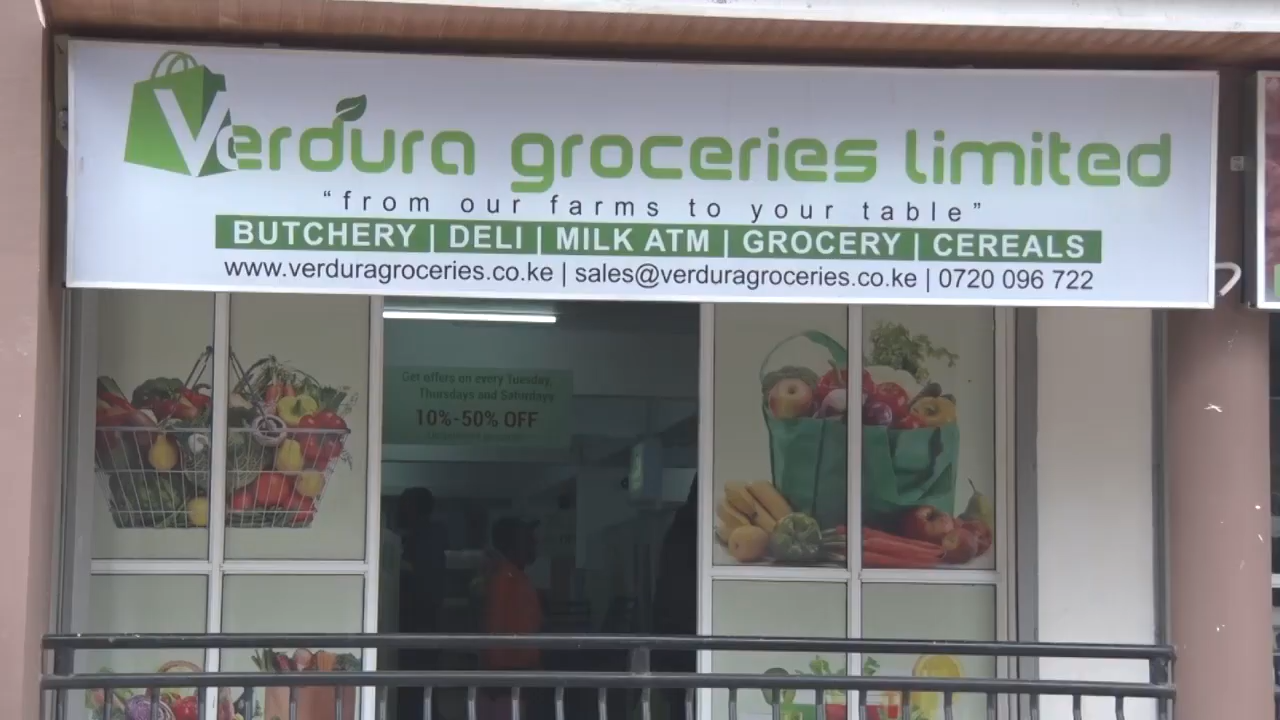 Verdura groceries limited
“from our farms to your table”
BUTCHERY | DELI | MILK ATM | GROCERY | CEREALS
www.verduragroceries.co.ke | sales@verduragroceries.co.ke | 0720 096 722
Get offers on every Tuesday,
Thursdays and Saturdays
10%-50% OFF